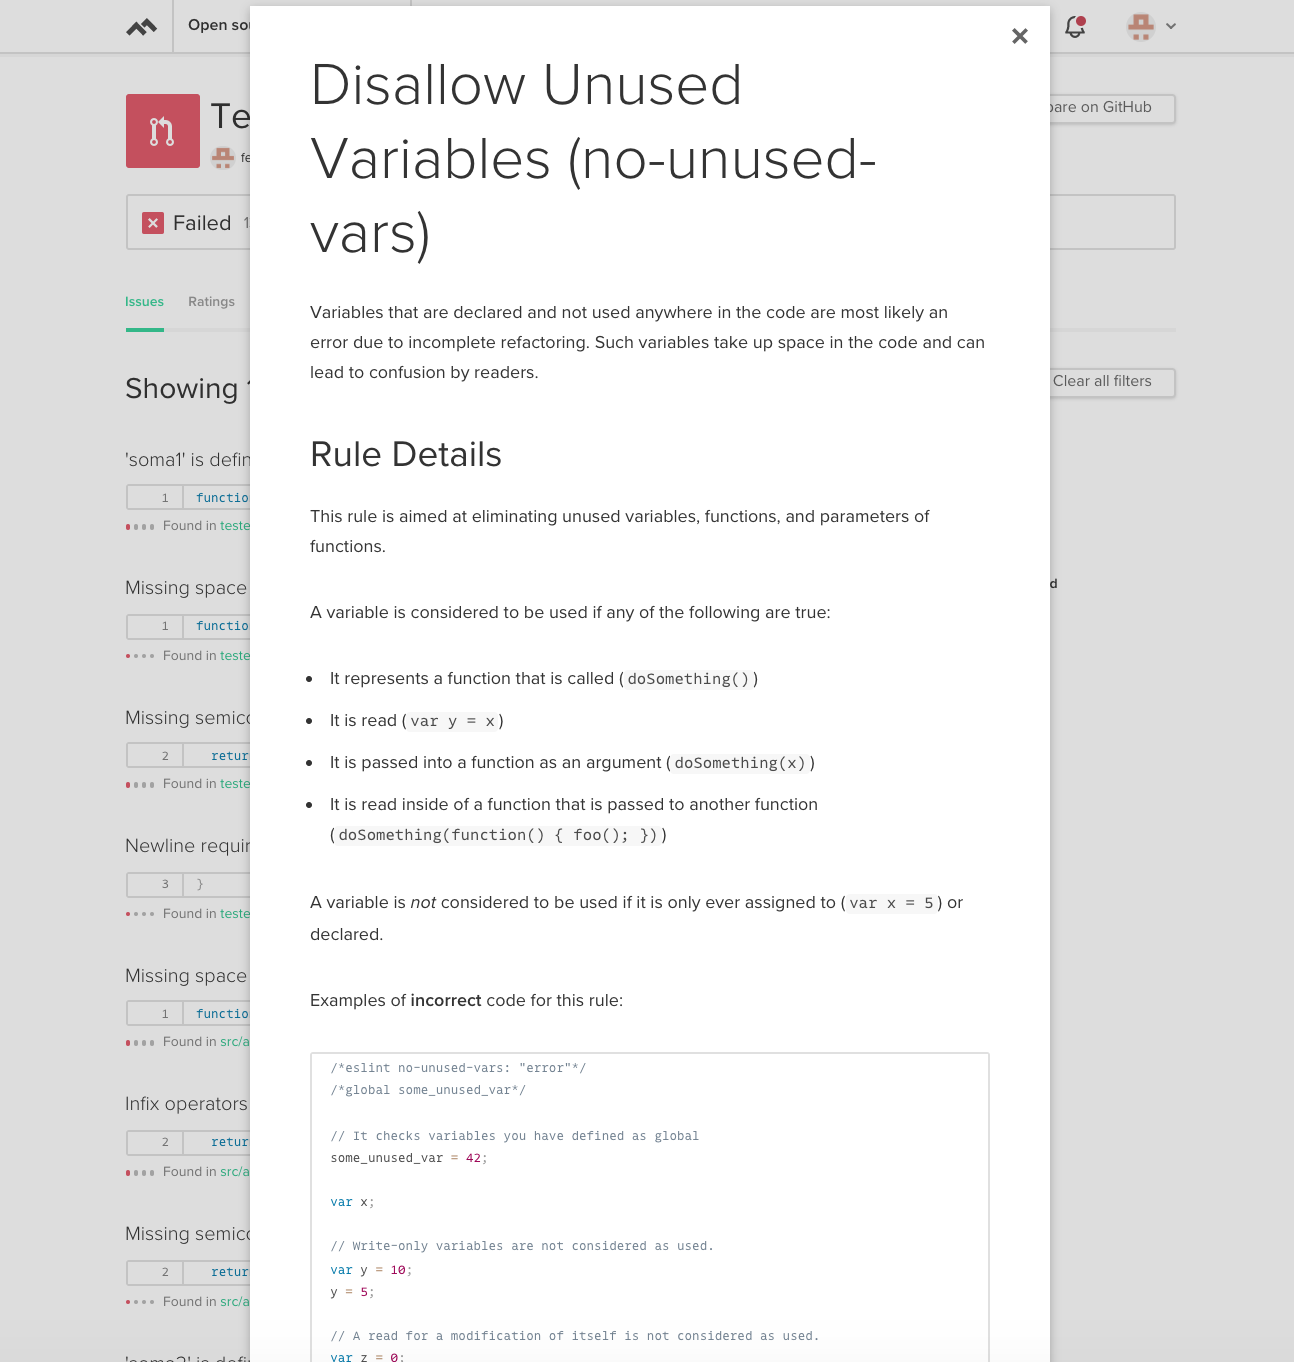 Open so
Disallow Unused
Variables (no-unused-
vars)
pare on GitHub
Te
fe
Failed 1
Issues Ratings
Variables that are declared and not used anywhere in the code are most likely an
error due to incomplete refactoring. Such variables take up space in the code and can
lead to confusion by readers.
Showing
Clear all filters
Rule Details
'soma1' is defin
1 functio
Found in teste
This rule is aimed at eliminating unused variables, functions, and parameters of
functions.
Missing space
d
1 functio
Found in teste
A variable is considered to be used if any of the following are true:
It represents a function that is called (doSomething())
Missing semico
It is read (var y = x)
2 retur
Found in teste
It is passed into a function as an argument (doSomething(x))
It is read inside of a function that is passed to another function
(doSomething(function() { foo(); }))
Newline requir
3 }
Found in teste
A variable is not considered to be used if it is only ever assigned to (var x = 5) or
declared.
Missing space
1 functio
Found in src/a
Examples of incorrect code for this rule:
/*eslint no-unused-vars: "error"*/
/*global some_unused_var*/
Infix operators
2 retur
Found in src/a
// It checks variables you have defined as global
some_unused_var = 42;
var x;
Missing semico
2 retur
Found in src/a
// Write-only variables are not considered as used.
var y = 10;
y = 5;
// A read for a modification of itself is not considered as used.
var z = 0;